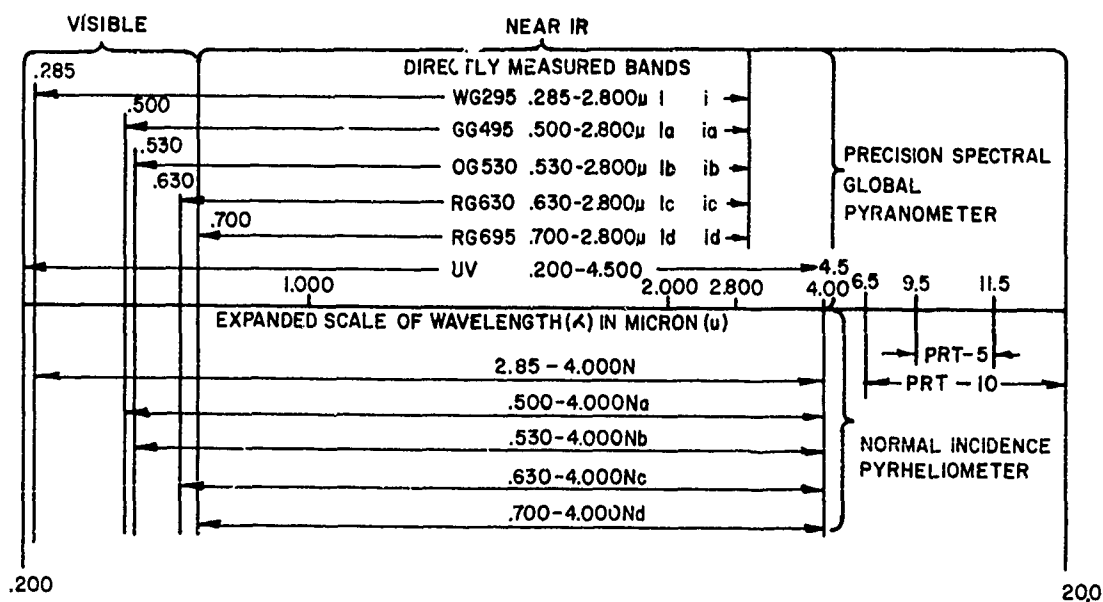 VISIBLE
NEAR IR
DIRECTLY MEASURED BANDS
.285
WG295 .285-2.800µ I i
.500
GG495 .500-2.800µ Ia ia
.530
OG530 .530-2.800µ Ib ib
PRECISION SPECTRAL
GLOBAL
PYRANOMETER
.630
RG630 .630-2.800µ Ic ic
.700
RG695 .700-2.800µ Id id
UV .200-4.500
4.5
1.000
2.000
2.800
4.00
6.5
9.5
11.5
EXPANDED SCALE OF WAVELENGTH (λ) IN MICRON (u)
PRT-5
2.85 - 4.000N
PRT - 10
.500-4.000Na
.530-4.000Nb
NORMAL INCIDENCE
PYRHELIOMETER
.630-4.000Nc
.700-4.000Nd
.200
20.0